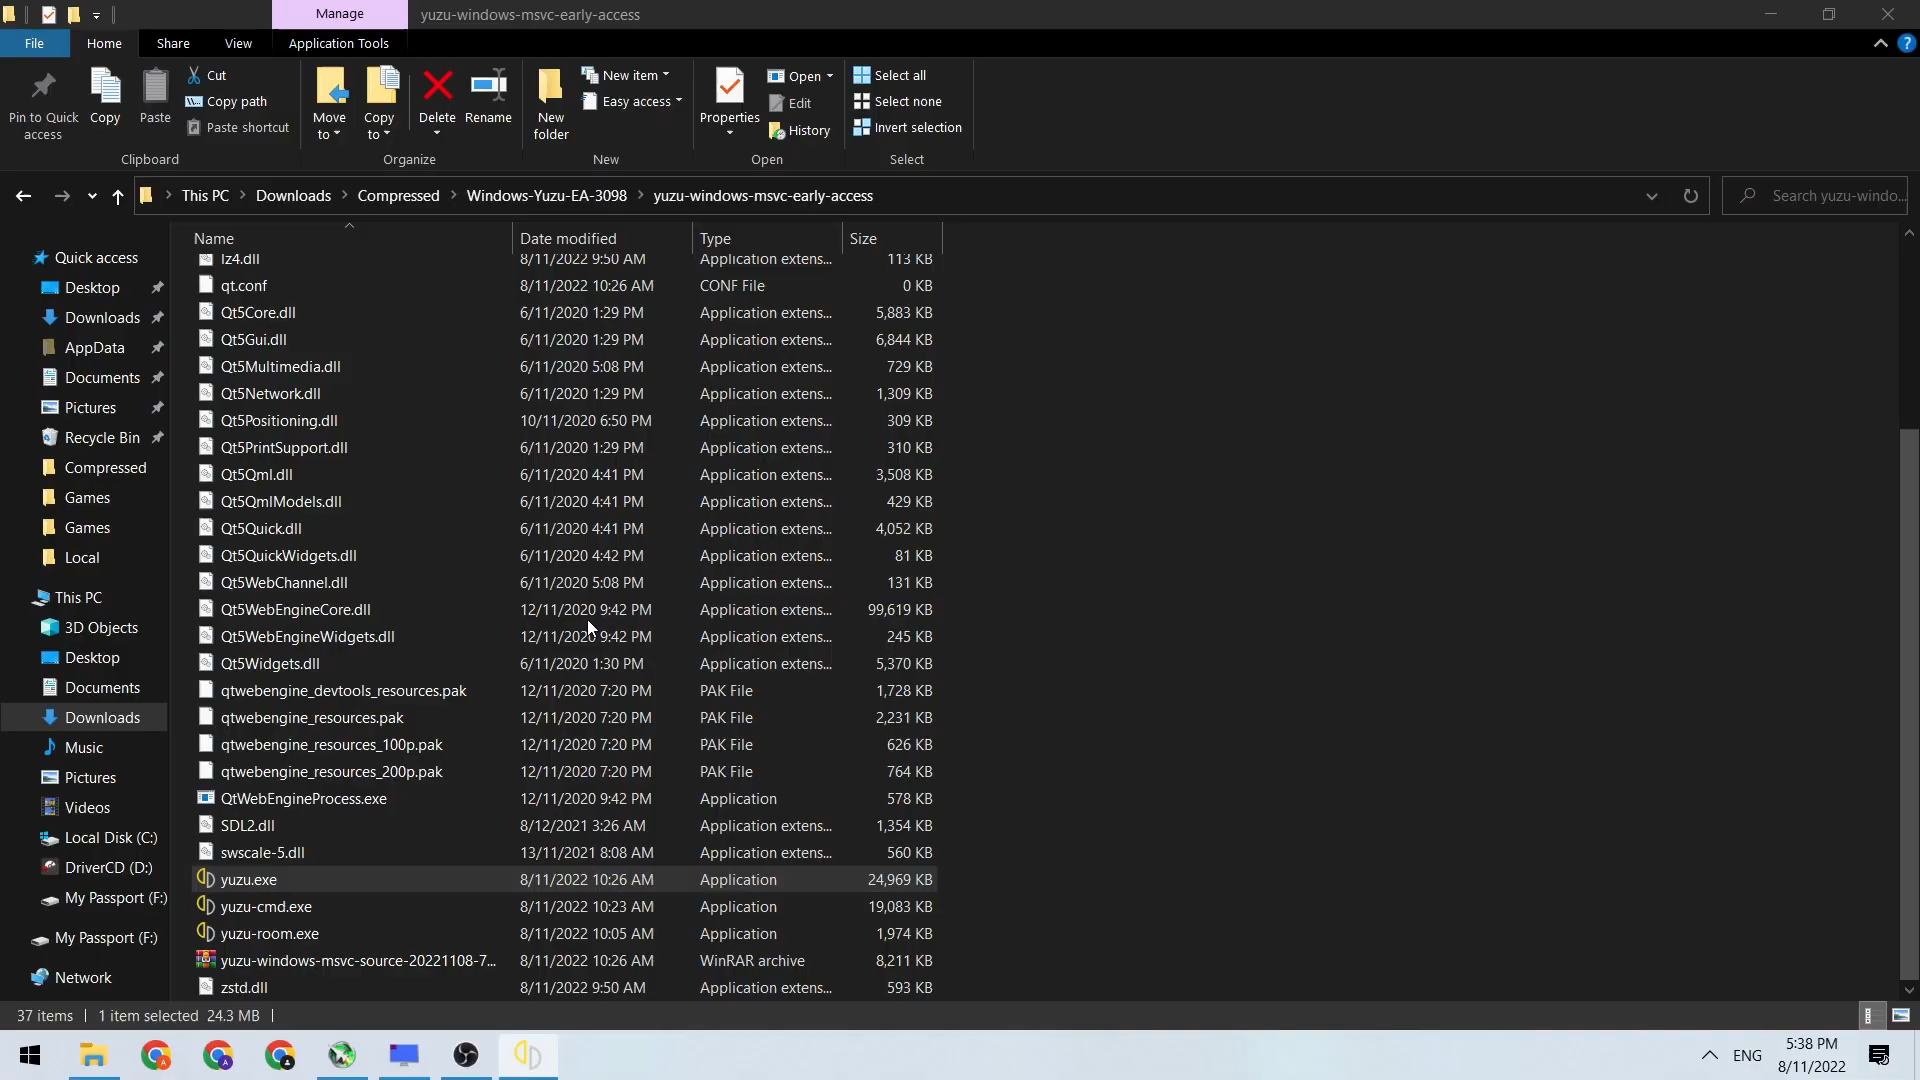 Manage
yuzu-windows-msvc-early-access
File
Home
Share
View
Application Tools
Pin to Quick access
Copy
Paste
Cut
Copy path
Paste shortcut
Clipboard
Move to
Copy to
Delete
Rename
Organize
New folder
New item
Easy access
New
Properties
Open
Edit
History
Open
Select all
Select none
Invert selection
Select
This PC
Downloads
Compressed
Windows-Yuzu-EA-3098
yuzu-windows-msvc-early-access
Search yuzu-windo...
Quick access
Desktop
Downloads
AppData
Documents
Pictures
Recycle Bin
Compressed
Games
Games
Local
This PC
3D Objects
Desktop
Documents
Downloads
Music
Pictures
Videos
Local Disk (C:)
DriverCD (D:)
My Passport (F:)
My Passport (F:)
Network
Name Date modified Type Size
lz4.dll 8/11/2022 9:50 AM Application extens... 113 KB
qt.conf 8/11/2022 10:26 AM CONF File 0 KB
Qt5Core.dll 6/11/2020 1:29 PM Application extens... 5,883 KB
Qt5Gui.dll 6/11/2020 1:29 PM Application extens... 6,844 KB
Qt5Multimedia.dll 6/11/2020 5:08 PM Application extens... 729 KB
Qt5Network.dll 6/11/2020 1:29 PM Application extens... 1,309 KB
Qt5Positioning.dll 10/11/2020 6:50 PM Application extens... 309 KB
Qt5PrintSupport.dll 6/11/2020 1:29 PM Application extens... 310 KB
Qt5Qml.dll 6/11/2020 4:41 PM Application extens... 3,508 KB
Qt5QmlModels.dll 6/11/2020 4:41 PM Application extens... 429 KB
Qt5Quick.dll 6/11/2020 4:41 PM Application extens... 4,052 KB
Qt5QuickWidgets.dll 6/11/2020 4:42 PM Application extens... 81 KB
Qt5WebChannel.dll 6/11/2020 5:08 PM Application extens... 131 KB
Qt5WebEngineCore.dll 12/11/2020 9:42 PM Application extens... 99,619 KB
Qt5WebEngineWidgets.dll 12/11/2020 9:42 PM Application extens... 245 KB
Qt5Widgets.dll 6/11/2020 1:30 PM Application extens... 5,370 KB
qtwebengine_devtools_resources.pak 12/11/2020 7:20 PM PAK File 1,728 KB
qtwebengine_resources.pak 12/11/2020 7:20 PM PAK File 2,231 KB
qtwebengine_resources_100p.pak 12/11/2020 7:20 PM PAK File 626 KB
qtwebengine_resources_200p.pak 12/11/2020 7:20 PM PAK File 764 KB
QtWebEngineProcess.exe 12/11/2020 9:42 PM Application 578 KB
SDL2.dll 8/12/2021 3:26 AM Application extens... 1,354 KB
swscale-5.dll 13/11/2021 8:08 AM Application extens... 560 KB
yuzu.exe 8/11/2022 10:26 AM Application 24,969 KB
yuzu-cmd.exe 8/11/2022 10:23 AM Application 19,083 KB
yuzu-room.exe 8/11/2022 10:05 AM Application 1,974 KB
yuzu-windows-msvc-source-20221108-7... 8/11/2022 10:26 AM WinRAR archive 8,211 KB
zstd.dll 8/11/2022 9:50 AM Application extens... 593 KB
37 items 1 item selected 24.3 MB
ENG
5:38 PM
8/11/2022